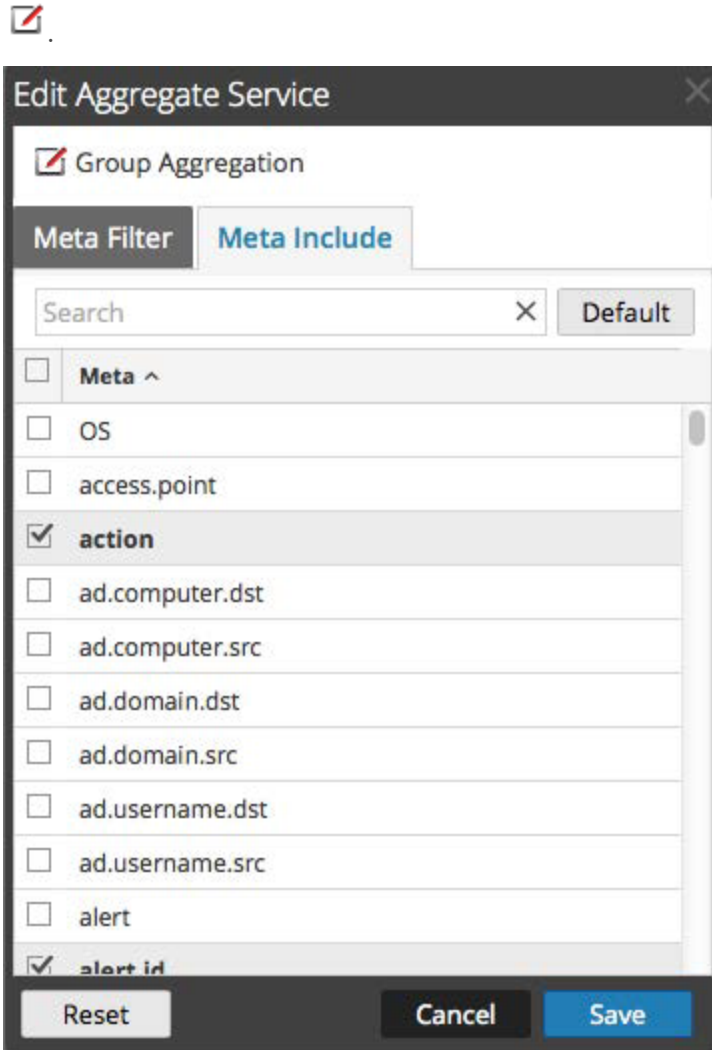 .
Edit Aggregate Service
Group Aggregation
Meta Filter Meta Include
Search Default
Meta
OS
access.point
action
ad.computer.dst
ad.computer.src
ad.domain.dst
ad.domain.src
ad.username.dst
ad.username.src
alert
alert.id
Reset Cancel Save